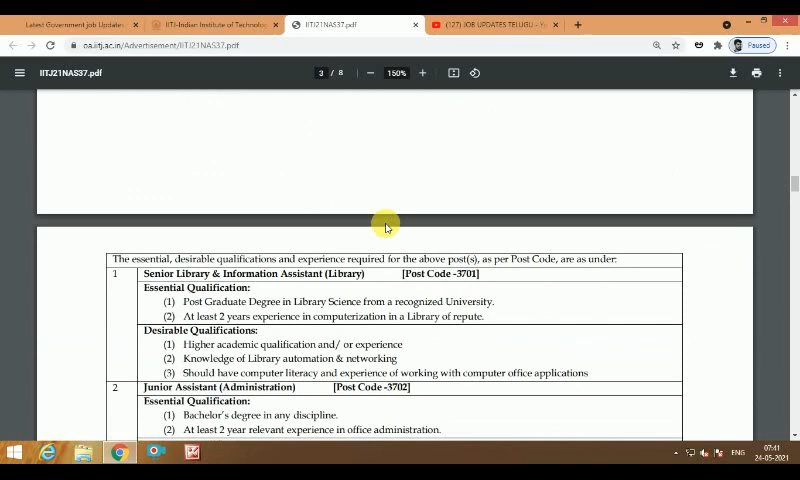 Latest Government job Updates
IITJ-Indian Institute of Technolo
IITJ21NAS37.pdf
(127) JOB UPDATES TELUGU - Y
oa.iitj.ac.in/Advertisement/IITJ21NAS37.pdf
Paused
IITJ21NAS37.pdf
3 / 8
150%
The essential, desirable qualifications and experience required for the above post(s), as per Post Code, are as under:
1 Senior Library & Information Assistant (Library) [Post Code -3701]
Essential Qualification:
(1) Post Graduate Degree in Library Science from a recognized University.
(2) At least 2 years experience in computerization in a Library of repute.
Desirable Qualifications:
(1) Higher academic qualification and/ or experience
(2) Knowledge of Library automation & networking
(3) Should have computer literacy and experience of working with computer office applications
2 Junior Assistant (Administration) [Post Code -3702]
Essential Qualification:
(1) Bachelor's degree in any discipline.
(2) At least 2 year relevant experience in office administration.
ENG
07:41
24-05-2021